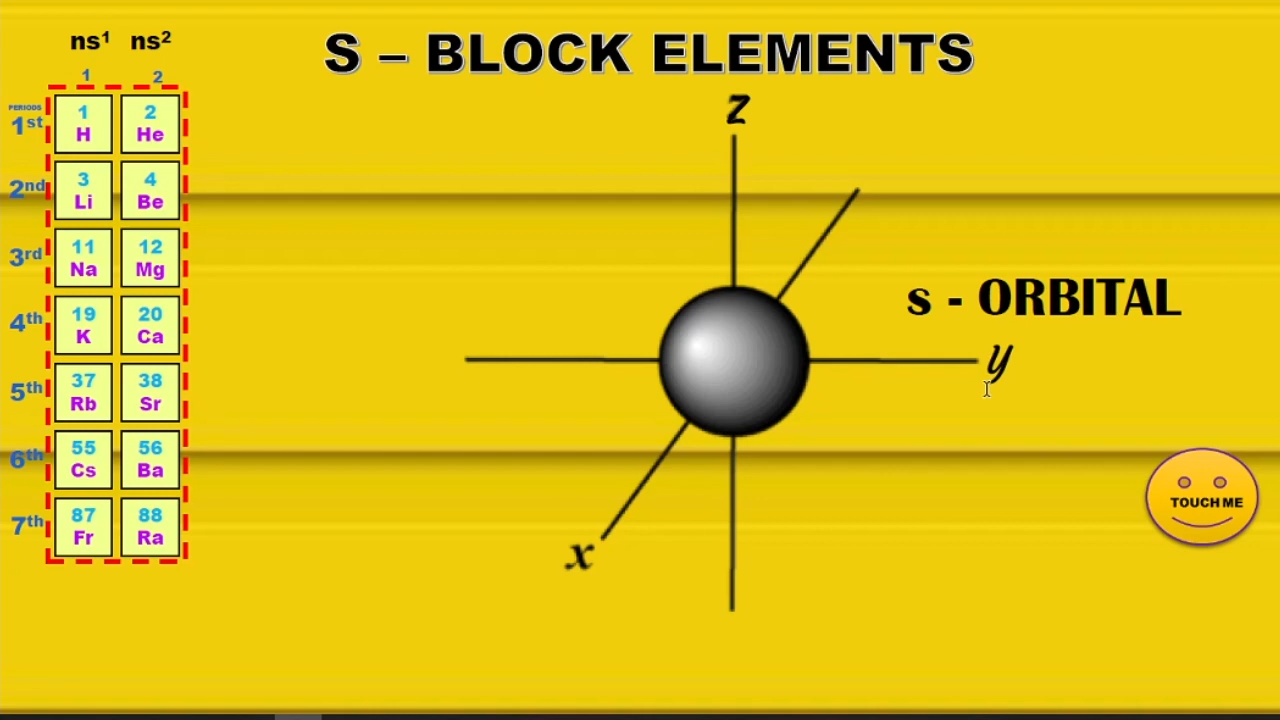 S – BLOCK ELEMENTS
ns¹ ns²
1 2
PERIODS
1st 1 H 2 He
2nd 3 Li 4 Be
3rd 11 Na 12 Mg
4th 19 K 20 Ca
5th 37 Rb 38 Sr
6th 55 Cs 56 Ba
7th 87 Fr 88 Ra
z
s - ORBITAL
y
x
TOUCH ME